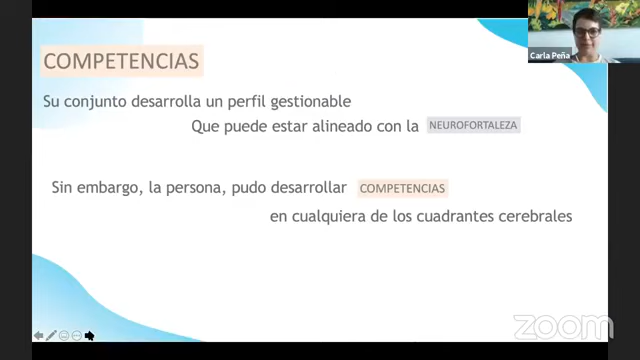 Carla Peña
COMPETENCIAS
Su conjunto desarrolla un perfil gestionable
Que puede estar alineado con la NEUROFORTALEZA
Sin embargo, la persona, pudo desarrollar COMPETENCIAS
en cualquiera de los cuadrantes cerebrales
zoom